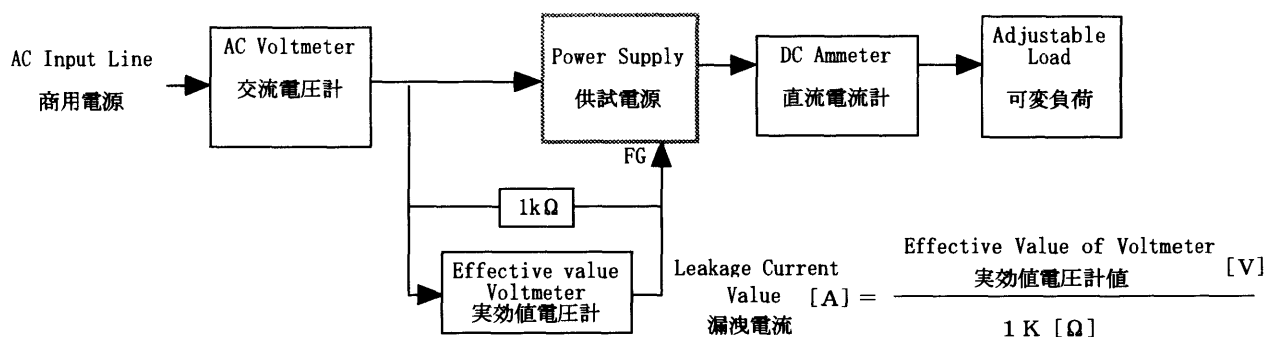 AC Input Line
商用電源
AC Voltmeter
交流電圧計
Power Supply
供試電源
FG
DC Ammeter
直流電流計
Adjustable
Load
可変負荷
1kΩ
Effective value
Voltmeter
実効値電圧計
Leakage Current
Value [A] =
漏洩電流
Effective Value of Voltmeter
実効値電圧計値 [V]
1 K [Ω]